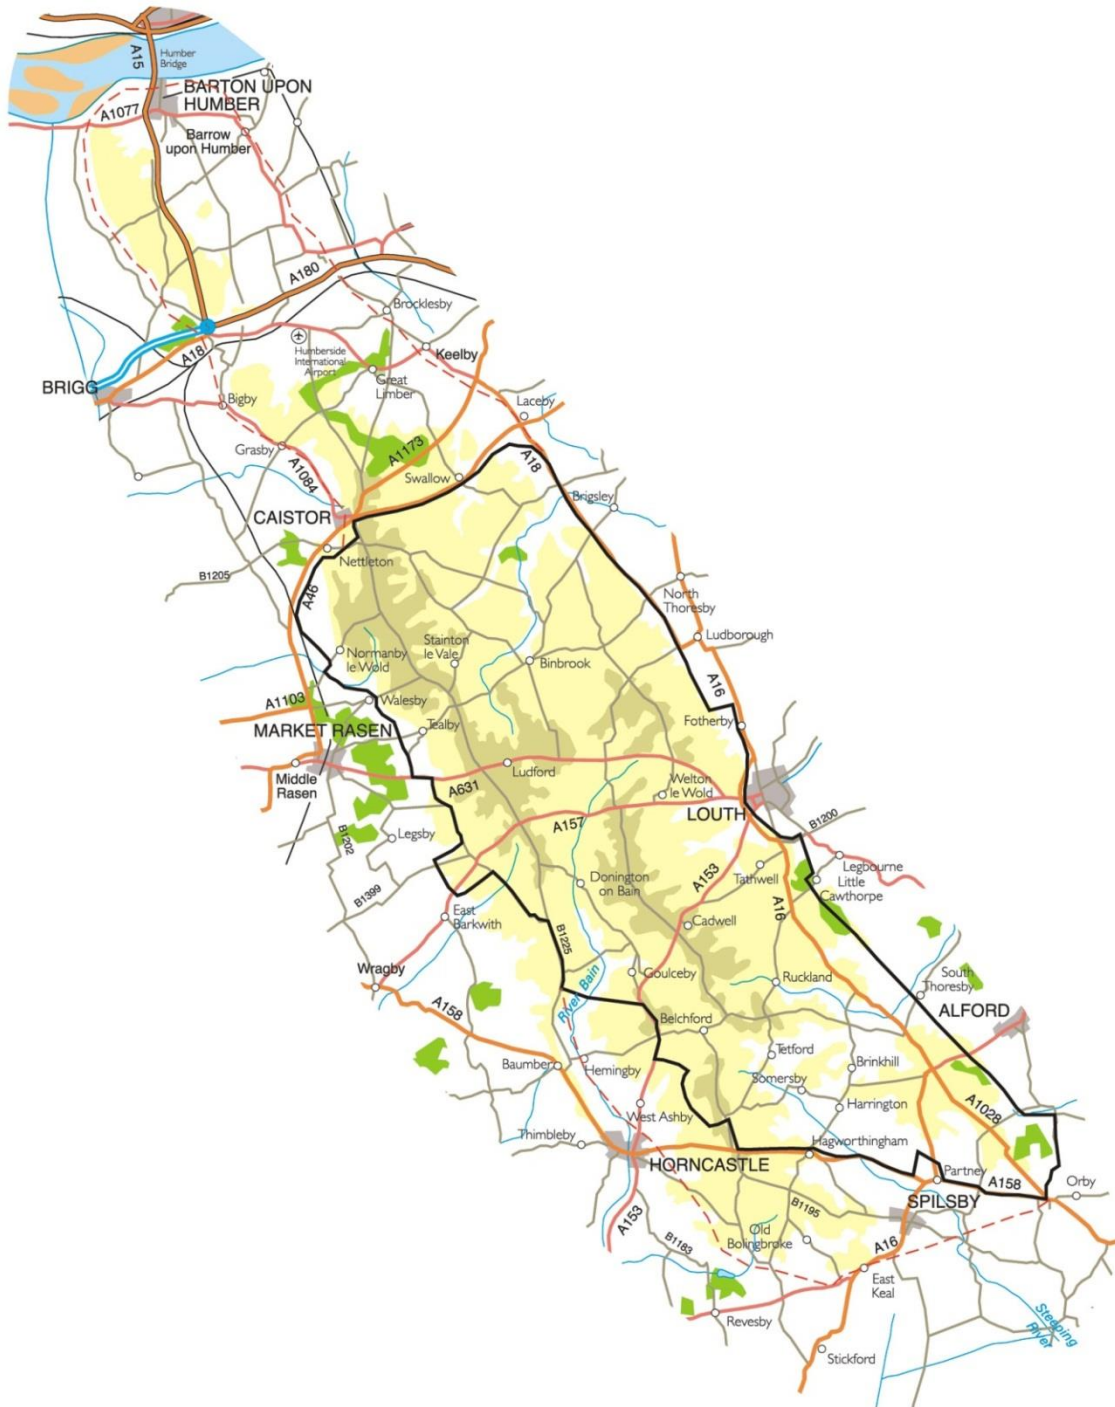 A15
Humber
Bridge
BARTON UPON
HUMBER
A1077
Barrow
upon Humber
A180
Brocklesby
A18
Humberside
International
Airport
Keelby
BRIGG
Great
Limber
Bigby
Laceby
Grasby
A1173
A18
A1084
Swallow
Brigsley
CAISTOR
Nettleton
B1205
A46
North
Thoresby
Ludborough
Normanby
le Wold
Stainton
le Vale
Binbrook
A16
A1103
Walesby
Fotherby
MARKET RASEN
Tealby
Middle
Rasen
Ludford
A631
Welton
le Wold
LOUTH
A157
B1200
B1202
Legsby
Legbourne
Little
Cawthorpe
Donington
on Bain
A153
Tathwell
B1399
A16
East
Barkwith
Cadwell
B1225
Wragby
Goulceby
Ruckland
South
Thoresby
River Bain
A158
ALFORD
Belchford
Baumber
Hemingby
Tetford
Brinkhill
Somersby
A1028
West Ashby
Harrington
Thimbleby
Hagworthingham
HORNCASTLE
Partney
A158
Orby
SPILSBY
B1195
A153
Old
Bolingbroke
B1183
A16
East
Keal
Revesby
Steeping
River
Stickford